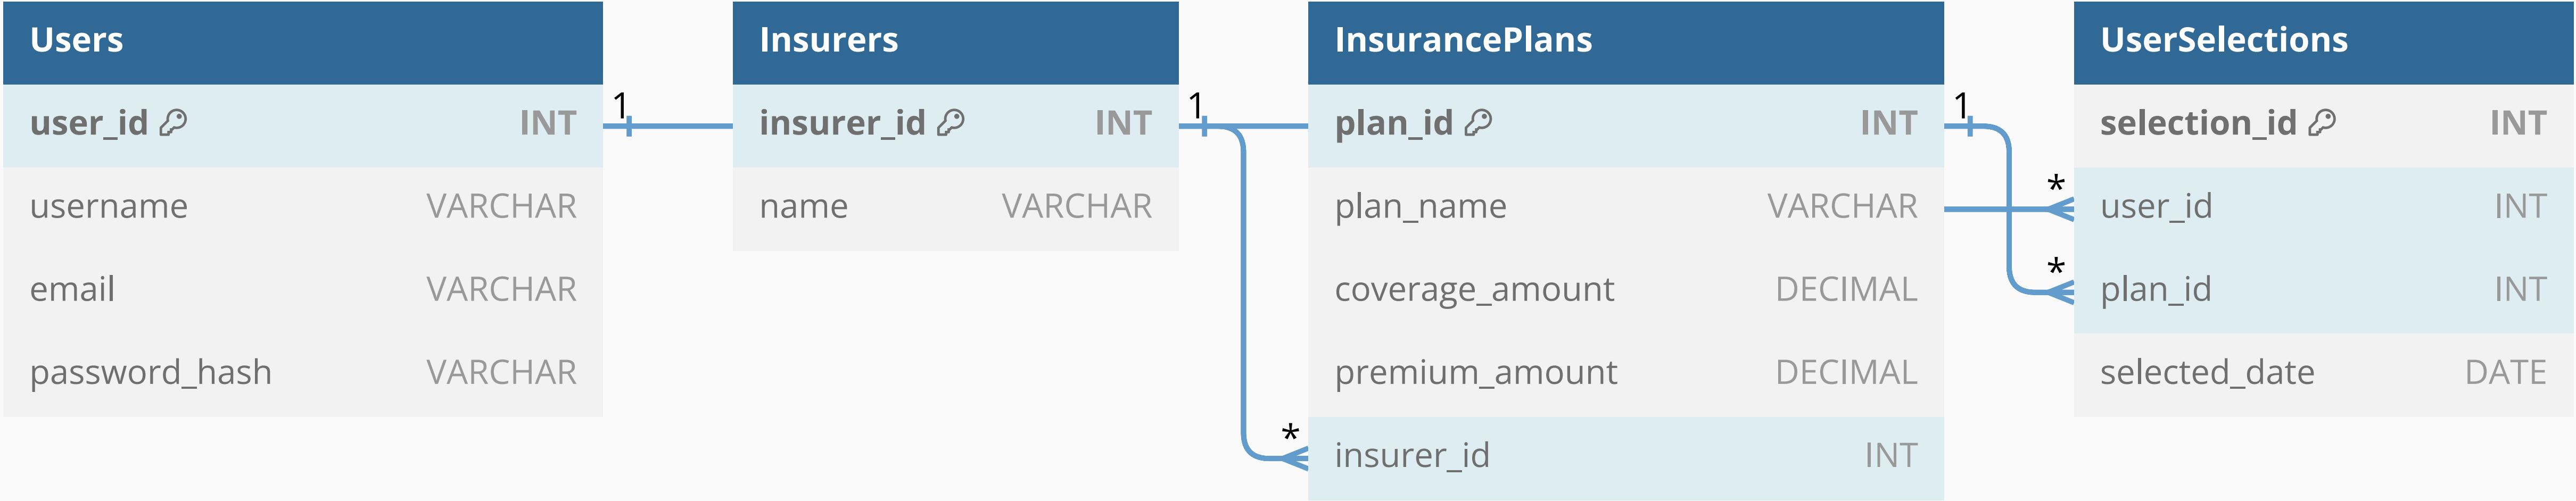 Users
user_id INT
username VARCHAR
email VARCHAR
password_hash VARCHAR
1
Insurers
insurer_id INT
name VARCHAR
1
*
InsurancePlans
plan_id INT
plan_name VARCHAR
coverage_amount DECIMAL
premium_amount DECIMAL
insurer_id INT
1
*
*
UserSelections
selection_id INT
user_id INT
plan_id INT
selected_date DATE